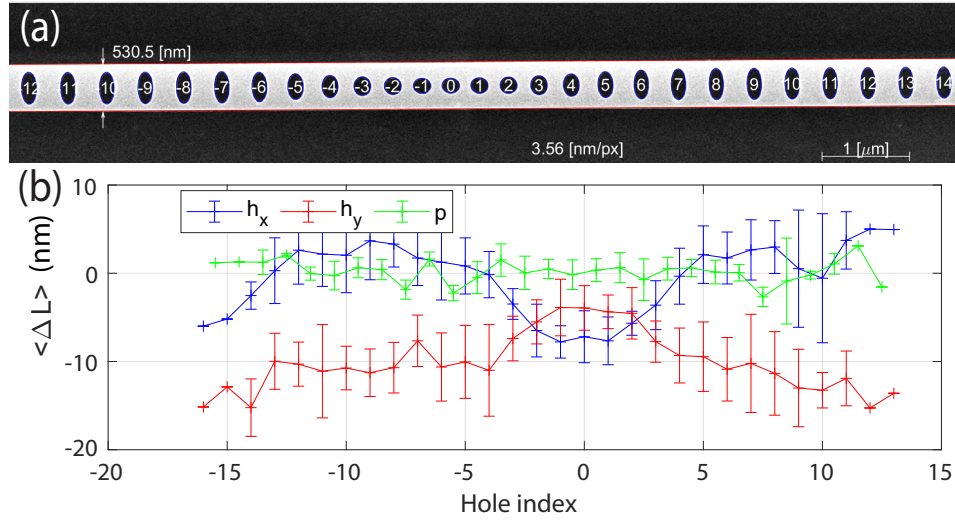 (a)
530.5 [nm]
12 11 10 -9 -8 -7 -6 -5 -4 -3 -2 -1 0 1 2 3 4 5 6 7 8 9 10 11 12 13 14
3.56 [nm/px]
1 [μm]
(b)
h_x h_y p
10
0
-10
-20
<ΔL> (nm)
-20 -15 -10 -5 0 5 10 15
Hole index